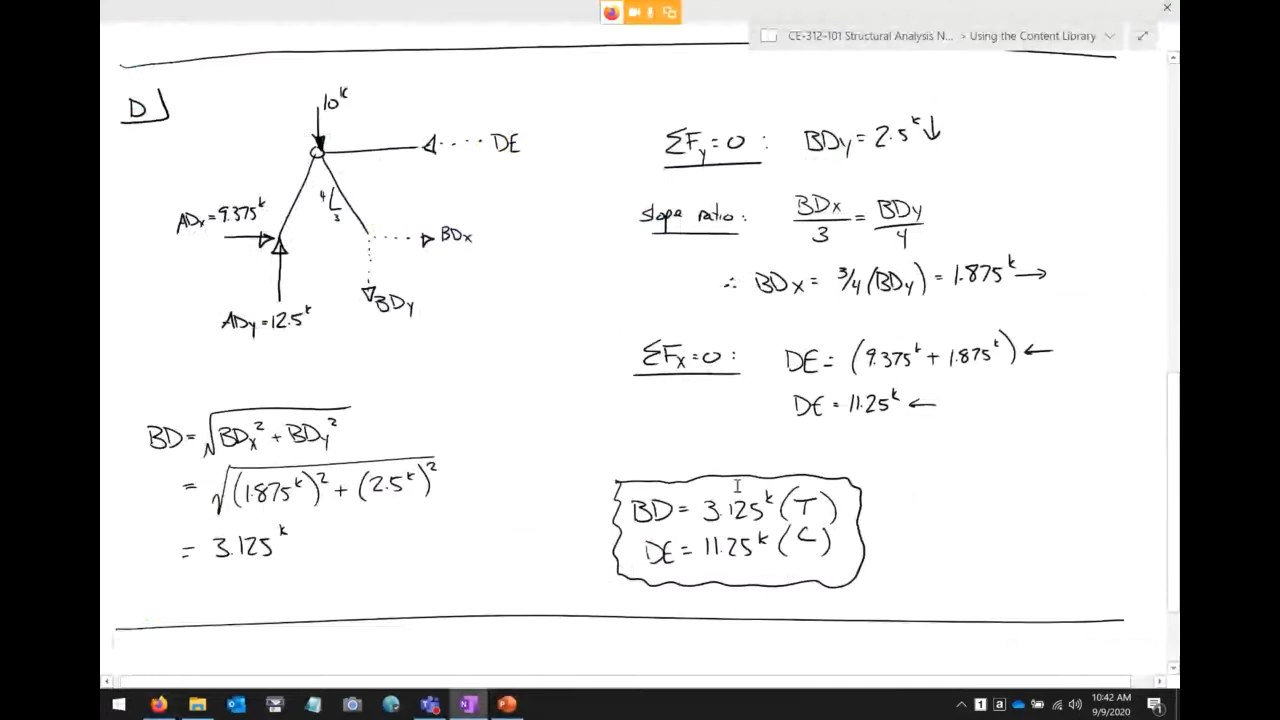 CE-312-101 Structural Analysis N... > Using the Content Library
D
10k
DE
4
3
ADx=9.375k
BDx
BDy
ADy=12.5k
ΣFy=0: BDy=2.5k↓
slope ratio: BDx/3 = BDy/4
∴ BDx = 3/4(BDy) = 1.875k→
ΣFx=0: DE=(9.375k+1.875k)←
DE=11.25k←
BD=√BDx²+BDy²
=√(1.875k)²+(2.5k)²
= 3.125k
BD= 3.125k(T)
DE= 11.25k(C)
10:42 AM
9/9/2020